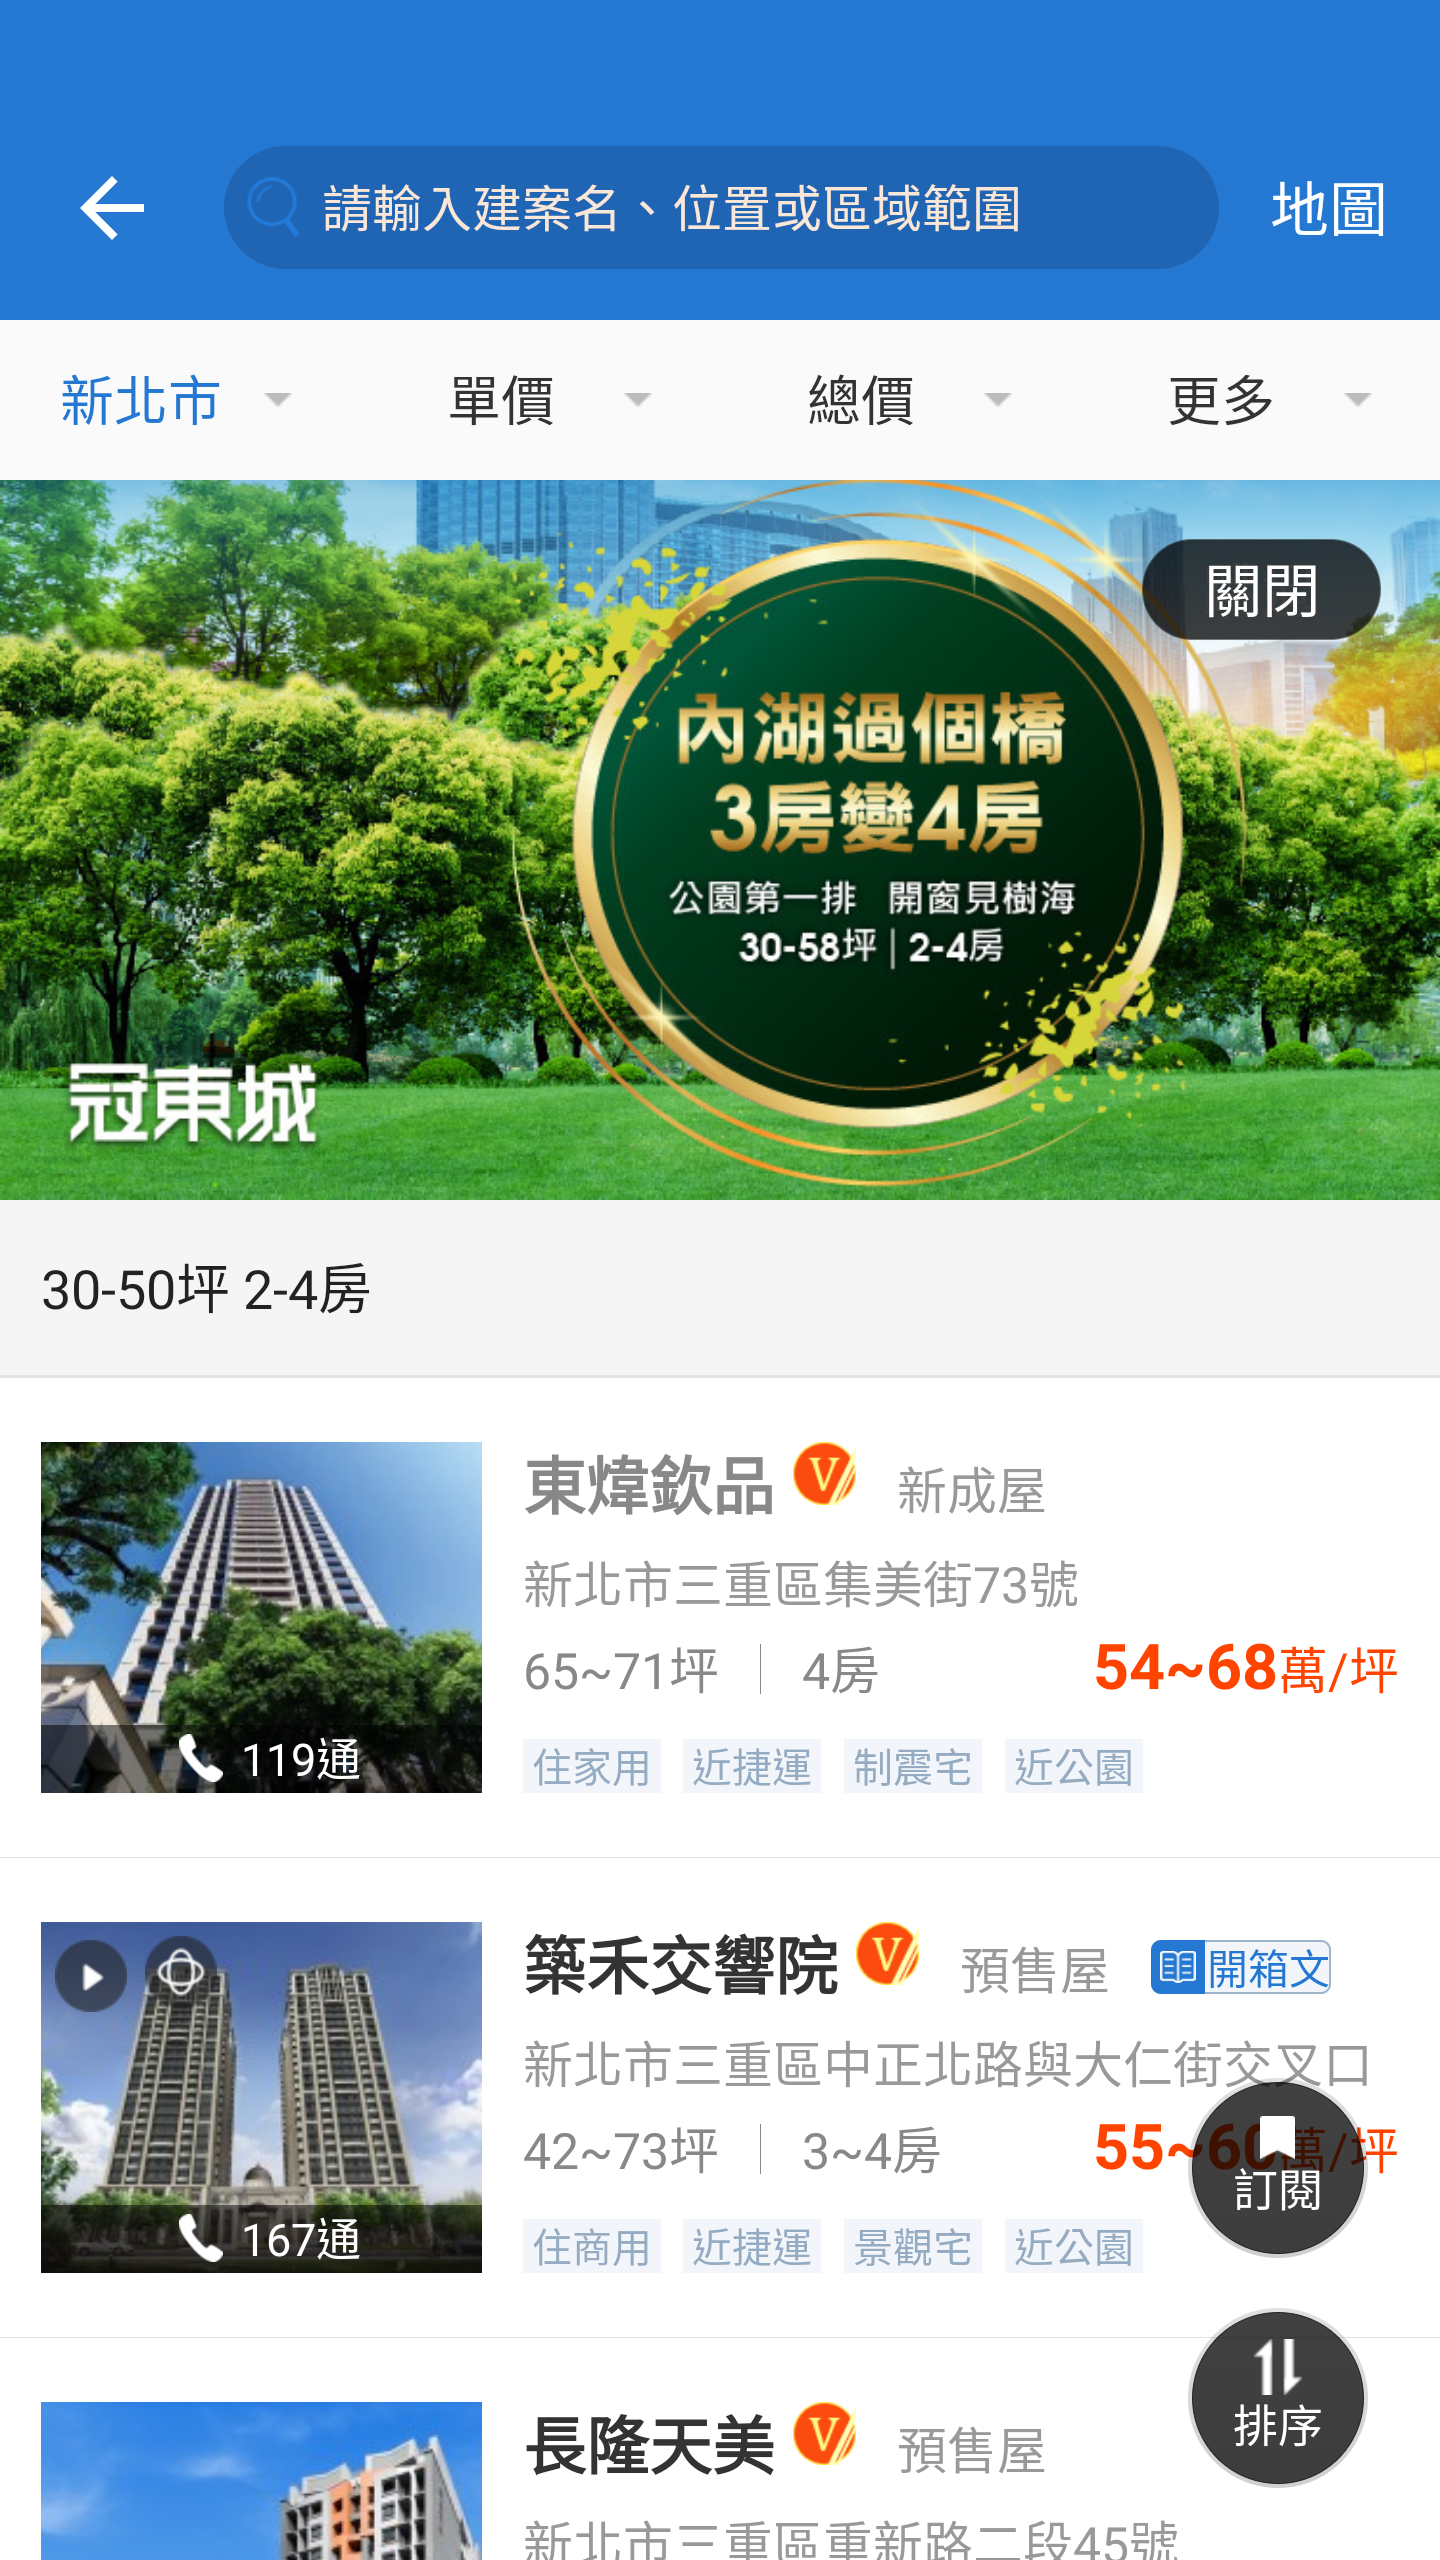 請輸入建案名、位置或區域範圍
地圖
新北市
單價
總價
更多
關閉
內湖過個橋
3房變4房
公園第一排 開窗見樹海
30-58坪|2-4房
冠東城
30-50坪 2-4房
東煒欽品
新成屋
新北市三重區集美街73號
65~71坪
4房
54~68萬/坪
119通
住家用
近捷運
制震宅
近公園
築禾交響院
預售屋
開箱文
新北市三重區中正北路與大仁街交叉口
42~73坪
3~4房
55~60萬/坪
訂閱
167通
住商用
近捷運
景觀宅
近公園
排序
長隆天美
預售屋
新北市三重區重新路二段45號